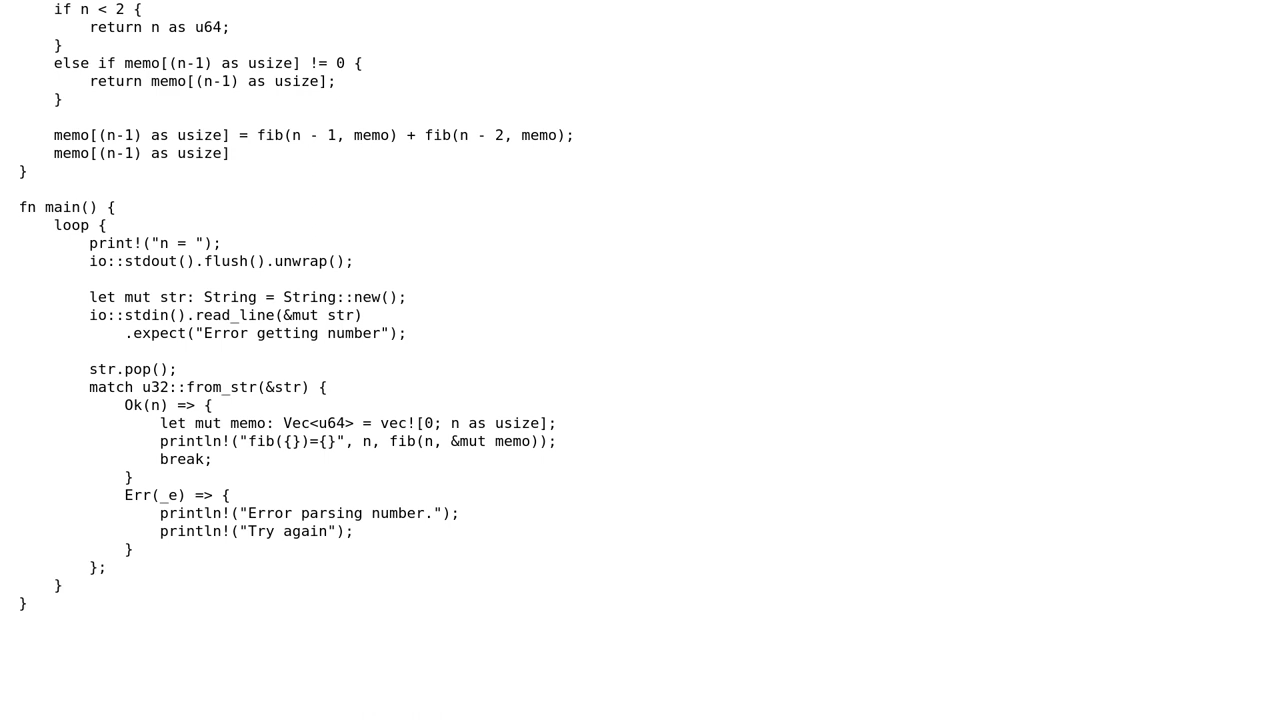 if n < 2 {
        return n as u64;
    }
    else if memo[(n-1) as usize] != 0 {
        return memo[(n-1) as usize];
    }

    memo[(n-1) as usize] = fib(n - 1, memo) + fib(n - 2, memo);
    memo[(n-1) as usize]
}

fn main() {
    loop {
        print!("n = ");
        io::stdout().flush().unwrap();

        let mut str: String = String::new();
        io::stdin().read_line(&mut str)
            .expect("Error getting number");

        str.pop();
        match u32::from_str(&str) {
            Ok(n) => {
                let mut memo: Vec<u64> = vec![0; n as usize];
                println!("fib({})={}", n, fib(n, &mut memo));
                break;
            }
            Err(_e) => {
                println!("Error parsing number.");
                println!("Try again");
            }
        };
    }
}